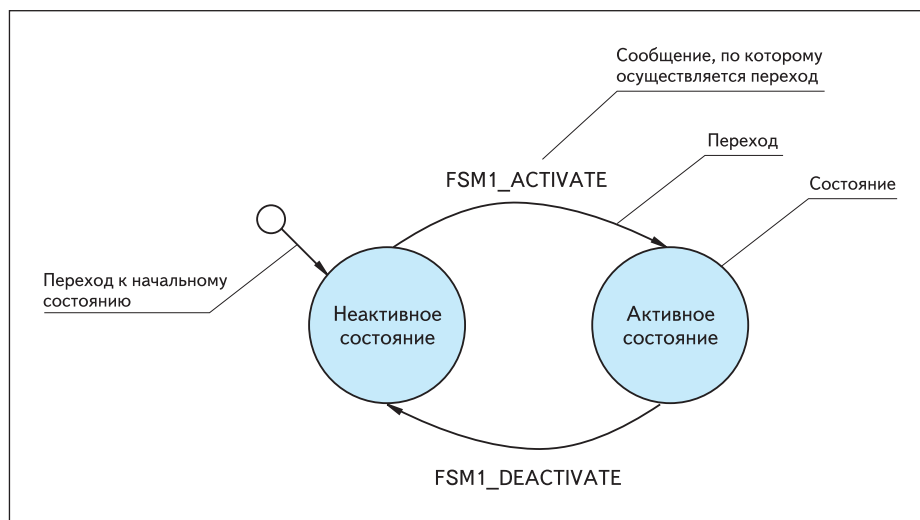 Сообщение, по которому
осуществляется переход
Переход
FSM1_ACTIVATE
Состояние
Переход к начальному
состоянию
Неактивное
состояние
Активное
состояние
FSM1_DEACTIVATE